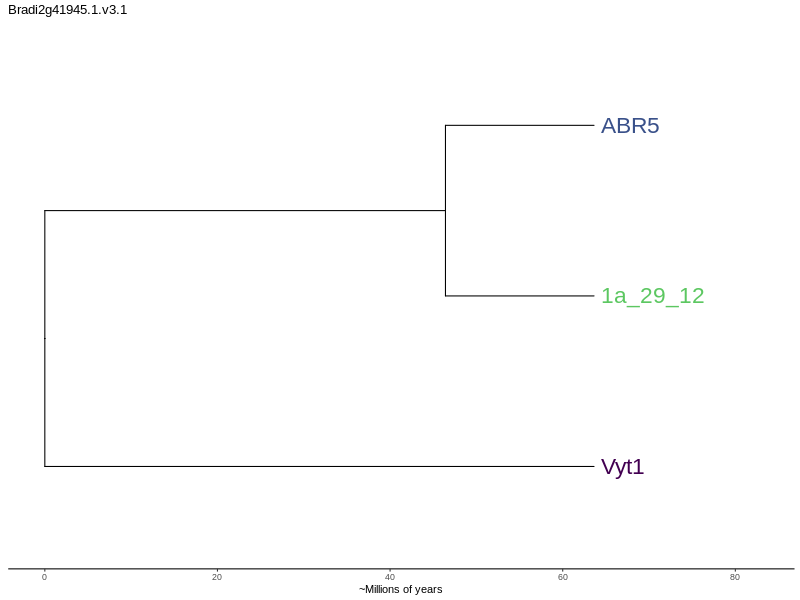 Bradi2g41945.1.v3.1
ABR5
1a_29_12
Vyt1
0 20 40 60 80
~Millions of years